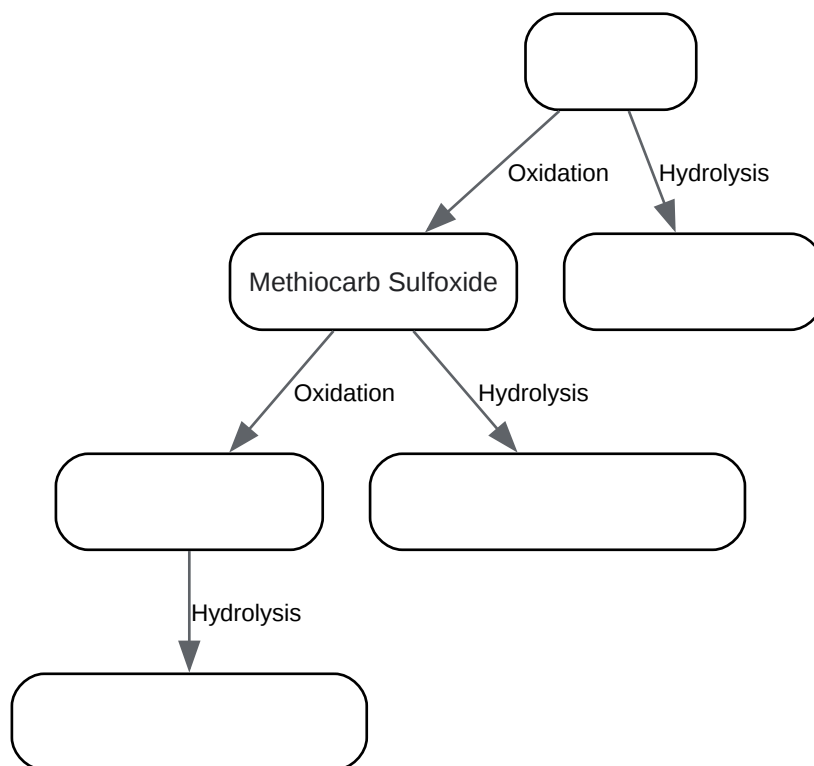 Oxidation
Hydrolysis
Methiocarb Sulfoxide
Oxidation
Hydrolysis
Hydrolysis